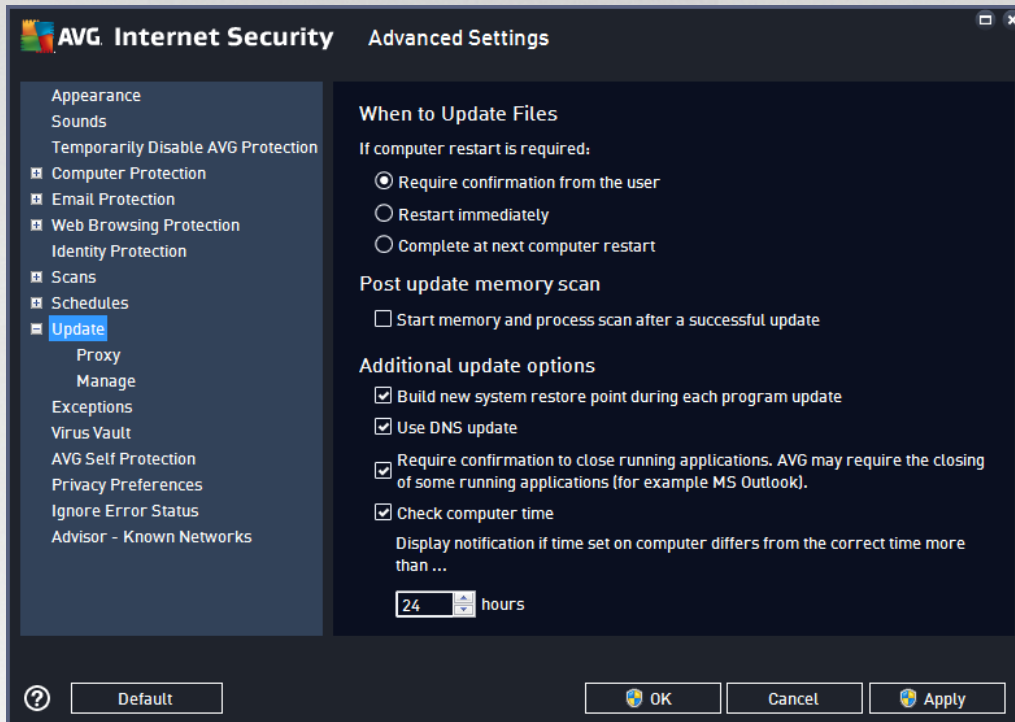 AVG. Internet Security Advanced Settings
Appearance
Sounds
Temporarily Disable AVG Protection
Computer Protection
Email Protection
Web Browsing Protection
Identity Protection
Scans
Schedules
Update
Proxy
Manage
Exceptions
Virus Vault
AVG Self Protection
Privacy Preferences
Ignore Error Status
Advisor - Known Networks
When to Update Files
If computer restart is required:
Require confirmation from the user
Restart immediately
Complete at next computer restart
Post update memory scan
Start memory and process scan after a successful update
Additional update options
Build new system restore point during each program update
Use DNS update
Require confirmation to close running applications. AVG may require the closing
of some running applications (for example MS Outlook).
Check computer time
Display notification if time set on computer differs from the correct time more
than ...
24 hours
? Default OK Cancel Apply